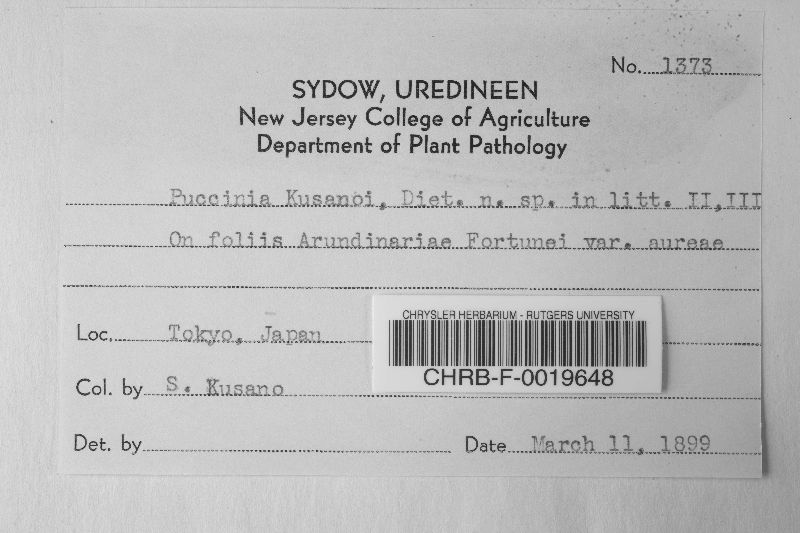 No. 1373
SYDOW, UREDINEEN
New Jersey College of Agriculture
Department of Plant Pathology
Puccinia Kusanoi, Diet. n. sp. in litt. II,III
On foliis Arundinariae Fortunei var. aureae
Loc. Tokyo, Japan
CHRYSLER HERBARIUM - RUTGERS UNIVERSITY
CHRB-F-0019648
Col. by S. Kusano
Det. by
Date March 11, 1899